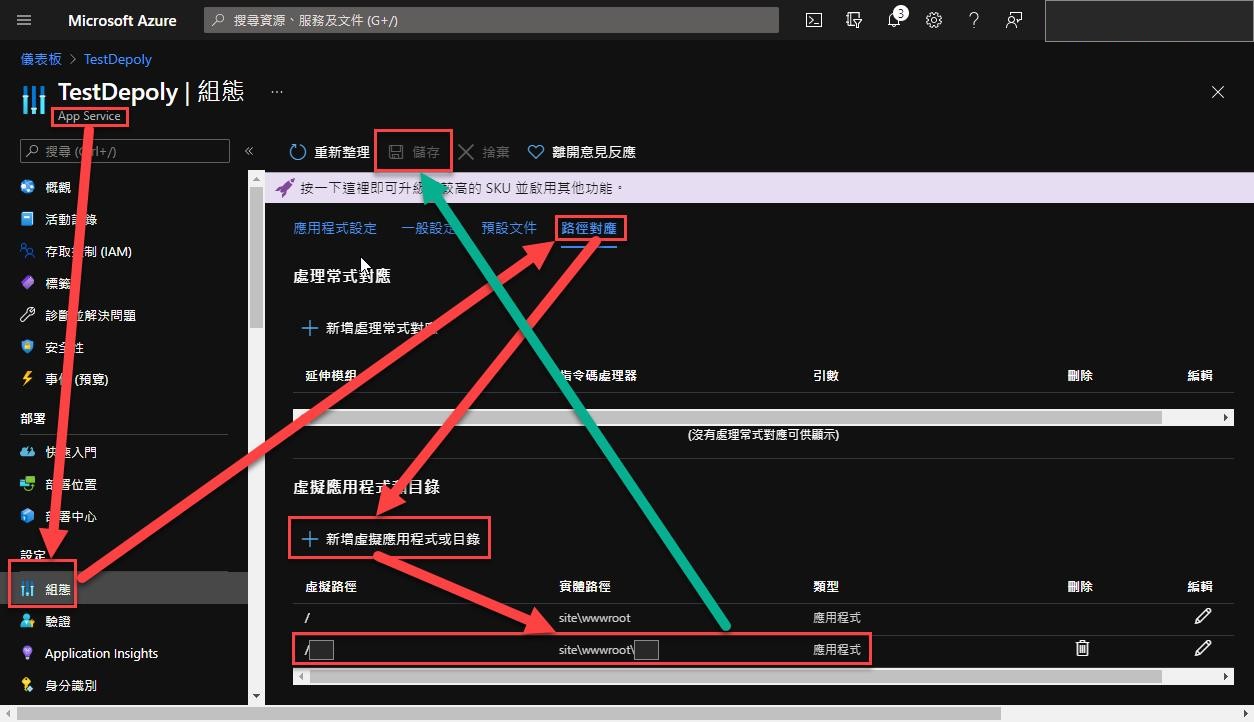 Microsoft Azure
搜尋資源、服務及文件 (G+/)
3
儀表板 > TestDepoly
TestDepoly | 組態
...
App Service
搜尋 (Ctrl+/)
«
重新整理
儲存
捨棄
離開意見反應
概觀
活動記錄
存取控制 (IAM)
標籤
診斷並解決問題
安全性
事件 (預覽)
部署
快速入門
部署位置
部署中心
設定
組態
驗證
Application Insights
身分識別
按一下這裡即可升級至較高的 SKU 並啟用其他功能。
應用程式設定
一般設定
預設文件
路徑對應
處理常式對應
新增處理常式對應
延伸模組
指令碼處理器
引數
刪除
編輯
(沒有處理常式對應可供顯示)
虛擬應用程式和目錄
新增虛擬應用程式或目錄
虛擬路徑
實體路徑
類型
刪除
編輯
/
site\wwwroot
應用程式
/
site\wwwroot\
應用程式